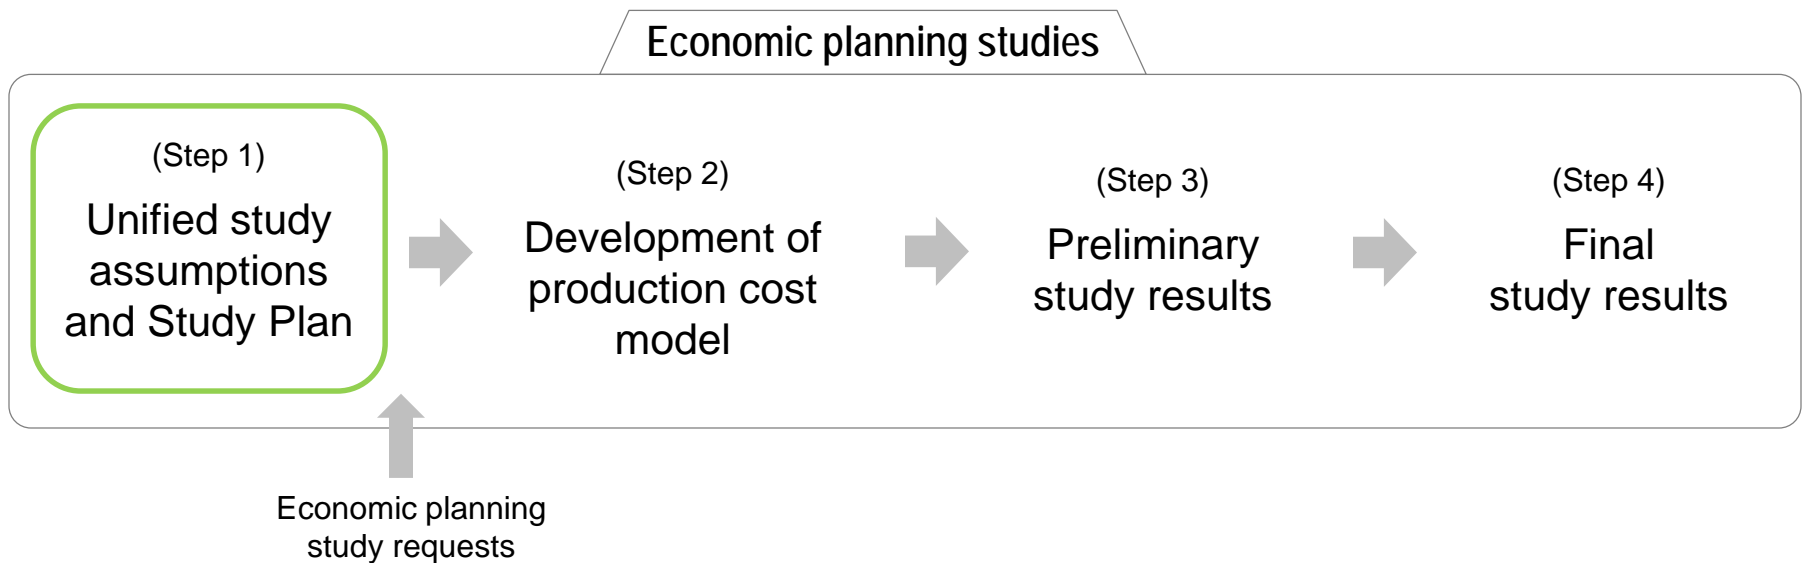 Economic planning studies
(Step 1)
Unified study
assumptions
and Study Plan
(Step 2)
Development of
production cost
model
(Step 3)
Preliminary
study results
(Step 4)
Final
study results
Economic planning
study requests